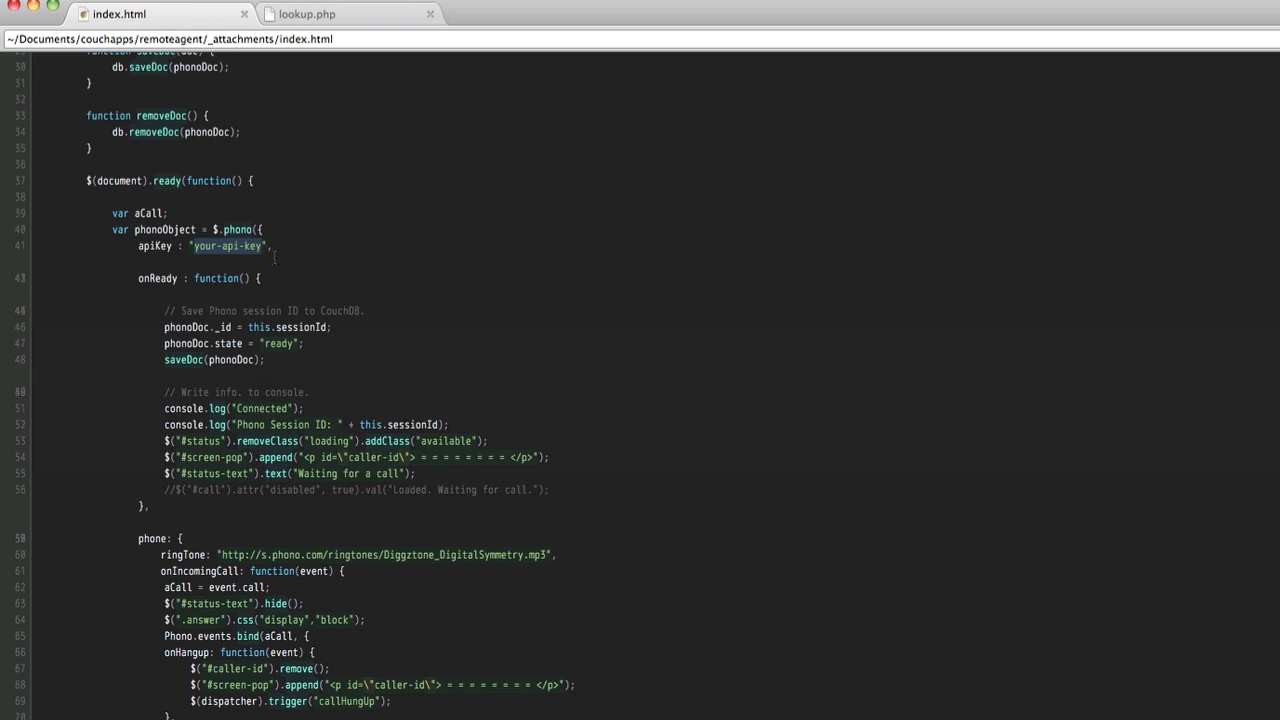 index.html
lookup.php
~/Documents/couchapps/remoteagent/_attachments/index.html
30 db.saveDoc(phonoDoc);
31 }
32
33 function removeDoc() {
34 db.removeDoc(phonoDoc);
35 }
36
37 $(document).ready(function() {
38
39 var aCall;
40 var phonoObject = $.phono({
41 apiKey : "your-api-key",
onReady : function() {
// Save Phono session ID to CouchDB.
46 phonoDoc._id = this.sessionId;
47 phonoDoc.state = "ready";
48 saveDoc(phonoDoc);
// Write info. to console.
51 console.log("Connected");
52 console.log("Phono Session ID: " + this.sessionId);
53 $("#status").removeClass("loading").addClass("available");
54 $("#screen-pop").append("<p id=\"caller-id\"> = = = = = = = = </p>");
55 $("#status-text").text("Waiting for a call");
56 //$("#call").attr("disabled", true).val("Loaded. Waiting for call.");
},
phone: {
60 ringTone: "http://s.phono.com/ringtones/Diggztone_DigitalSymmetry.mp3",
61 onIncomingCall: function(event) {
62 aCall = event.call;
63 $("#status-text").hide();
64 $(".answer").css("display","block");
65 Phono.events.bind(aCall, {
66 onHangup: function(event) {
67 $("#caller-id").remove();
68 $("#screen-pop").append("<p id=\"caller-id\"> = = = = = = = = </p>");
69 $(dispatcher).trigger("callHungUp");
70 },